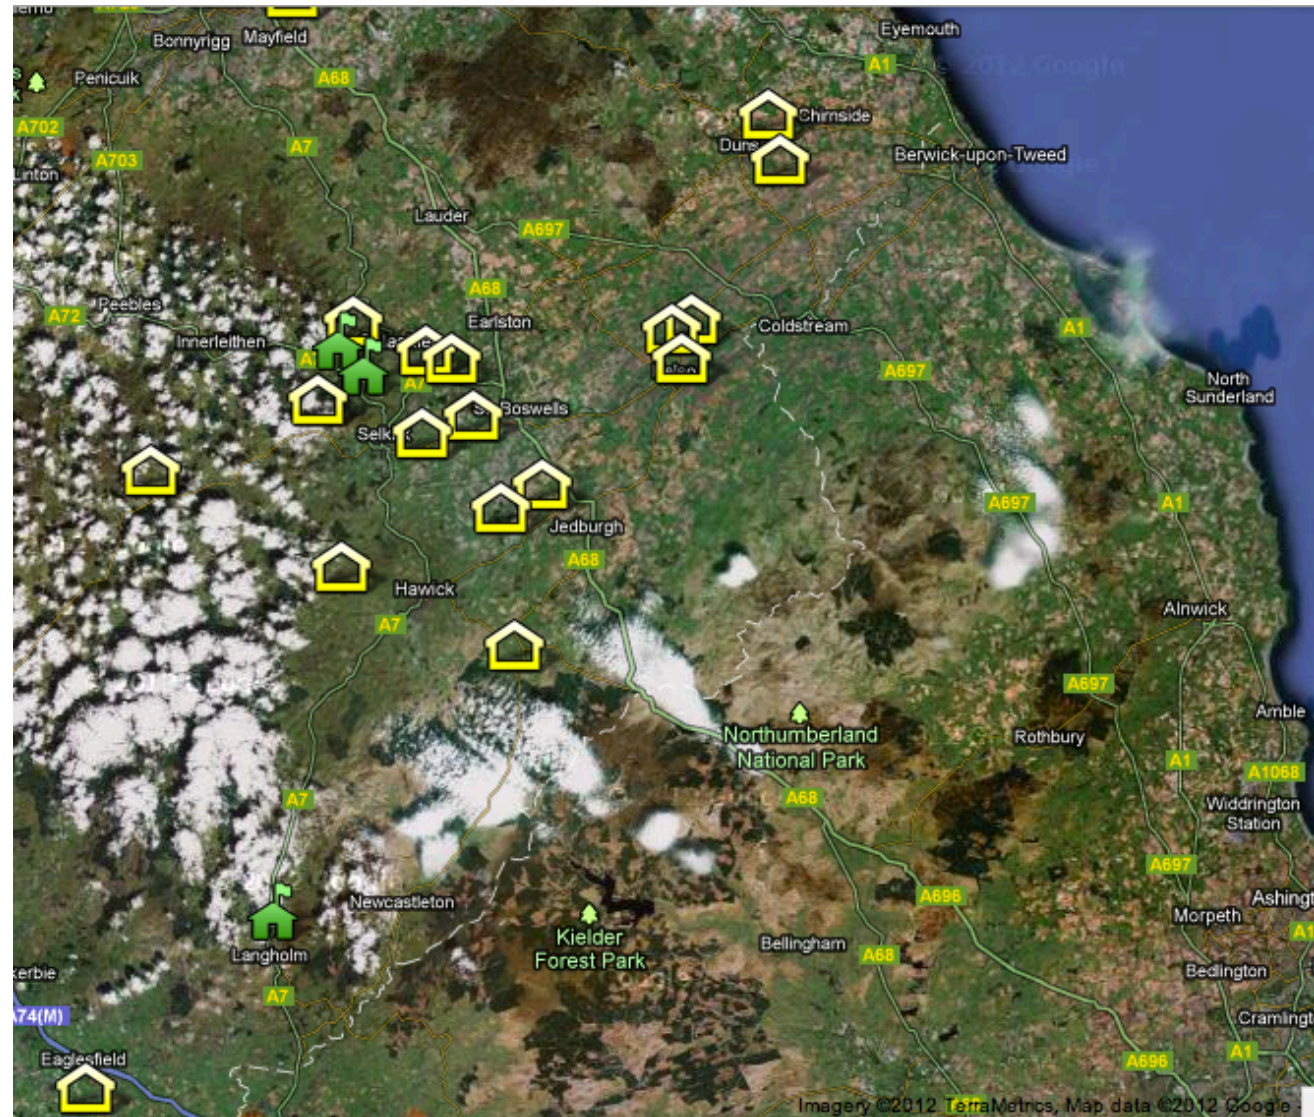 Eyemouth
Bonnyrigg
Mayfield
A1
Penicuik
A68
Chirnside
A702
A7
Berwick-upon-Tweed
A703
Linton
Lauder
A697
A68
Peebles
A72
Earlston
Coldstream
A1
Innerleithen
A697
A7
North
Sunderland
Boswells
A697
A1
Jedburgh
A68
Hawick
Alnwick
A7
A697
Amble
Northumberland
National Park
Rothbury
A1
A1068
A7
A68
Widdrington
Station
A697
A696
Newcastleton
Morpeth
Kielder
Forest Park
Bellingham
Langholm
A68
Bedlington
A7
A74(M)
Eaglesfield
A1
A696
Imagery ©2012 TerraMetrics, Map data ©2012 Google -